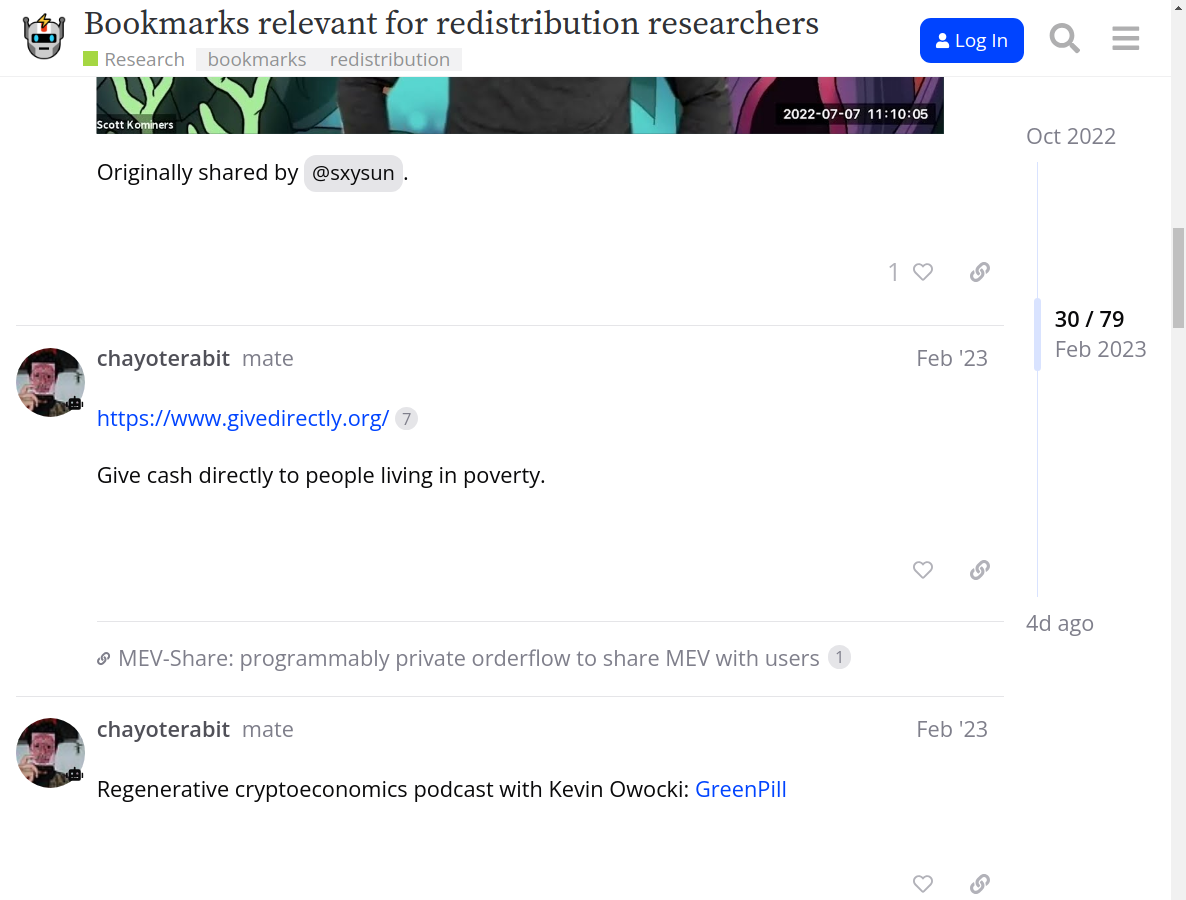 Bookmarks relevant for redistribution researchers
Research bookmarks redistribution
Log In
Scott Kominers
2022-07-07 11:10:05
Oct 2022
Originally shared by @sxysun .
1
30 / 79
Feb 2023
chayoterabit mate Feb '23
https://www.givedirectly.org/ 7
Give cash directly to people living in poverty.
4d ago
MEV-Share: programmably private orderflow to share MEV with users 1
chayoterabit mate Feb '23
Regenerative cryptoeconomics podcast with Kevin Owocki: GreenPill